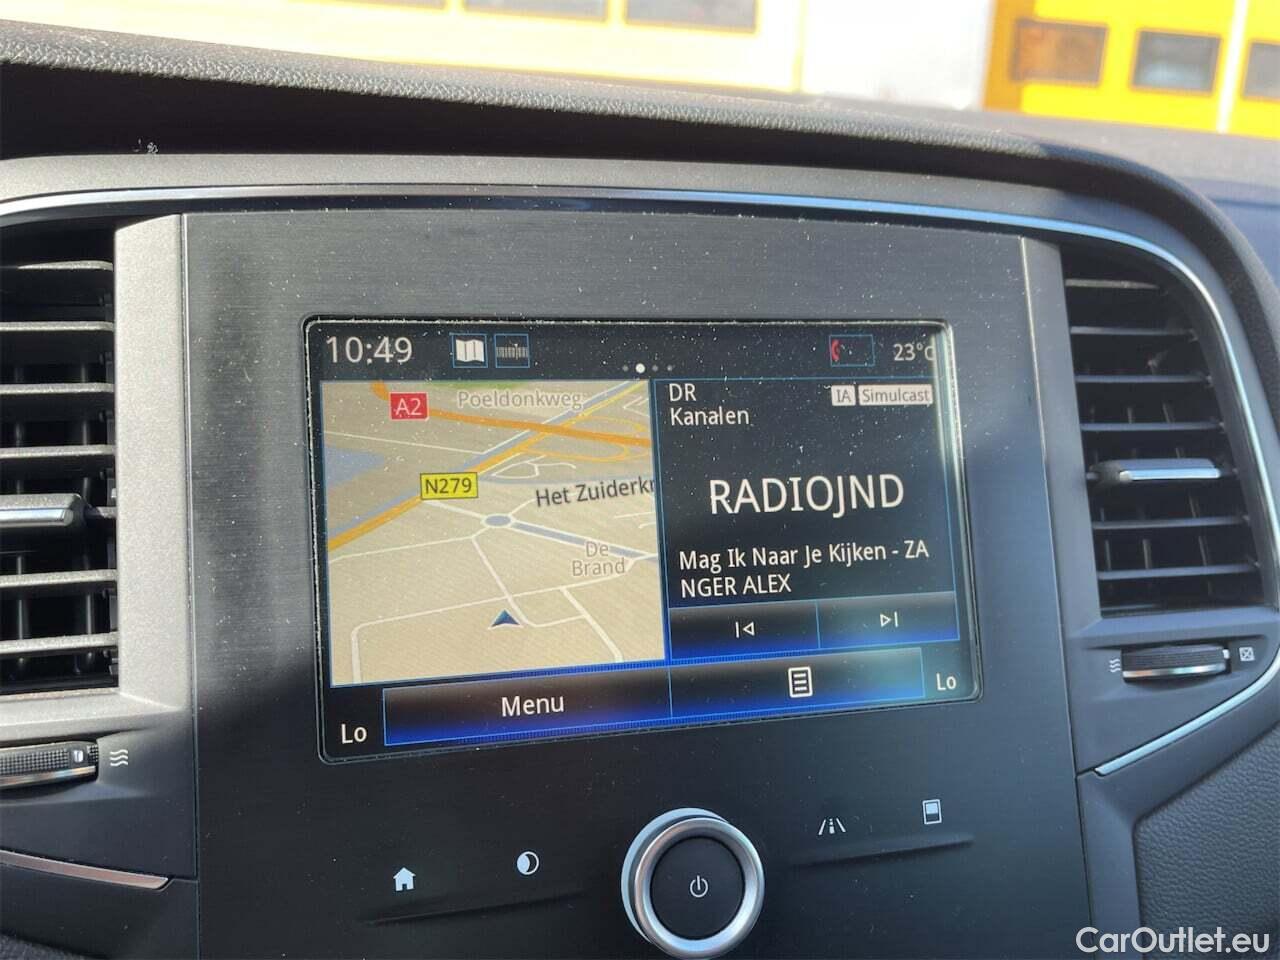 10:49
23°C
A2
Poeldonkweg
N279
Het Zuiderkr
De
Brand
DR
Kanalen
IA Simulcast
RADIOJND
Mag Ik Naar Je Kijken - ZA
NGER ALEX
Menu
Lo
Lo
CarOutlet.eu